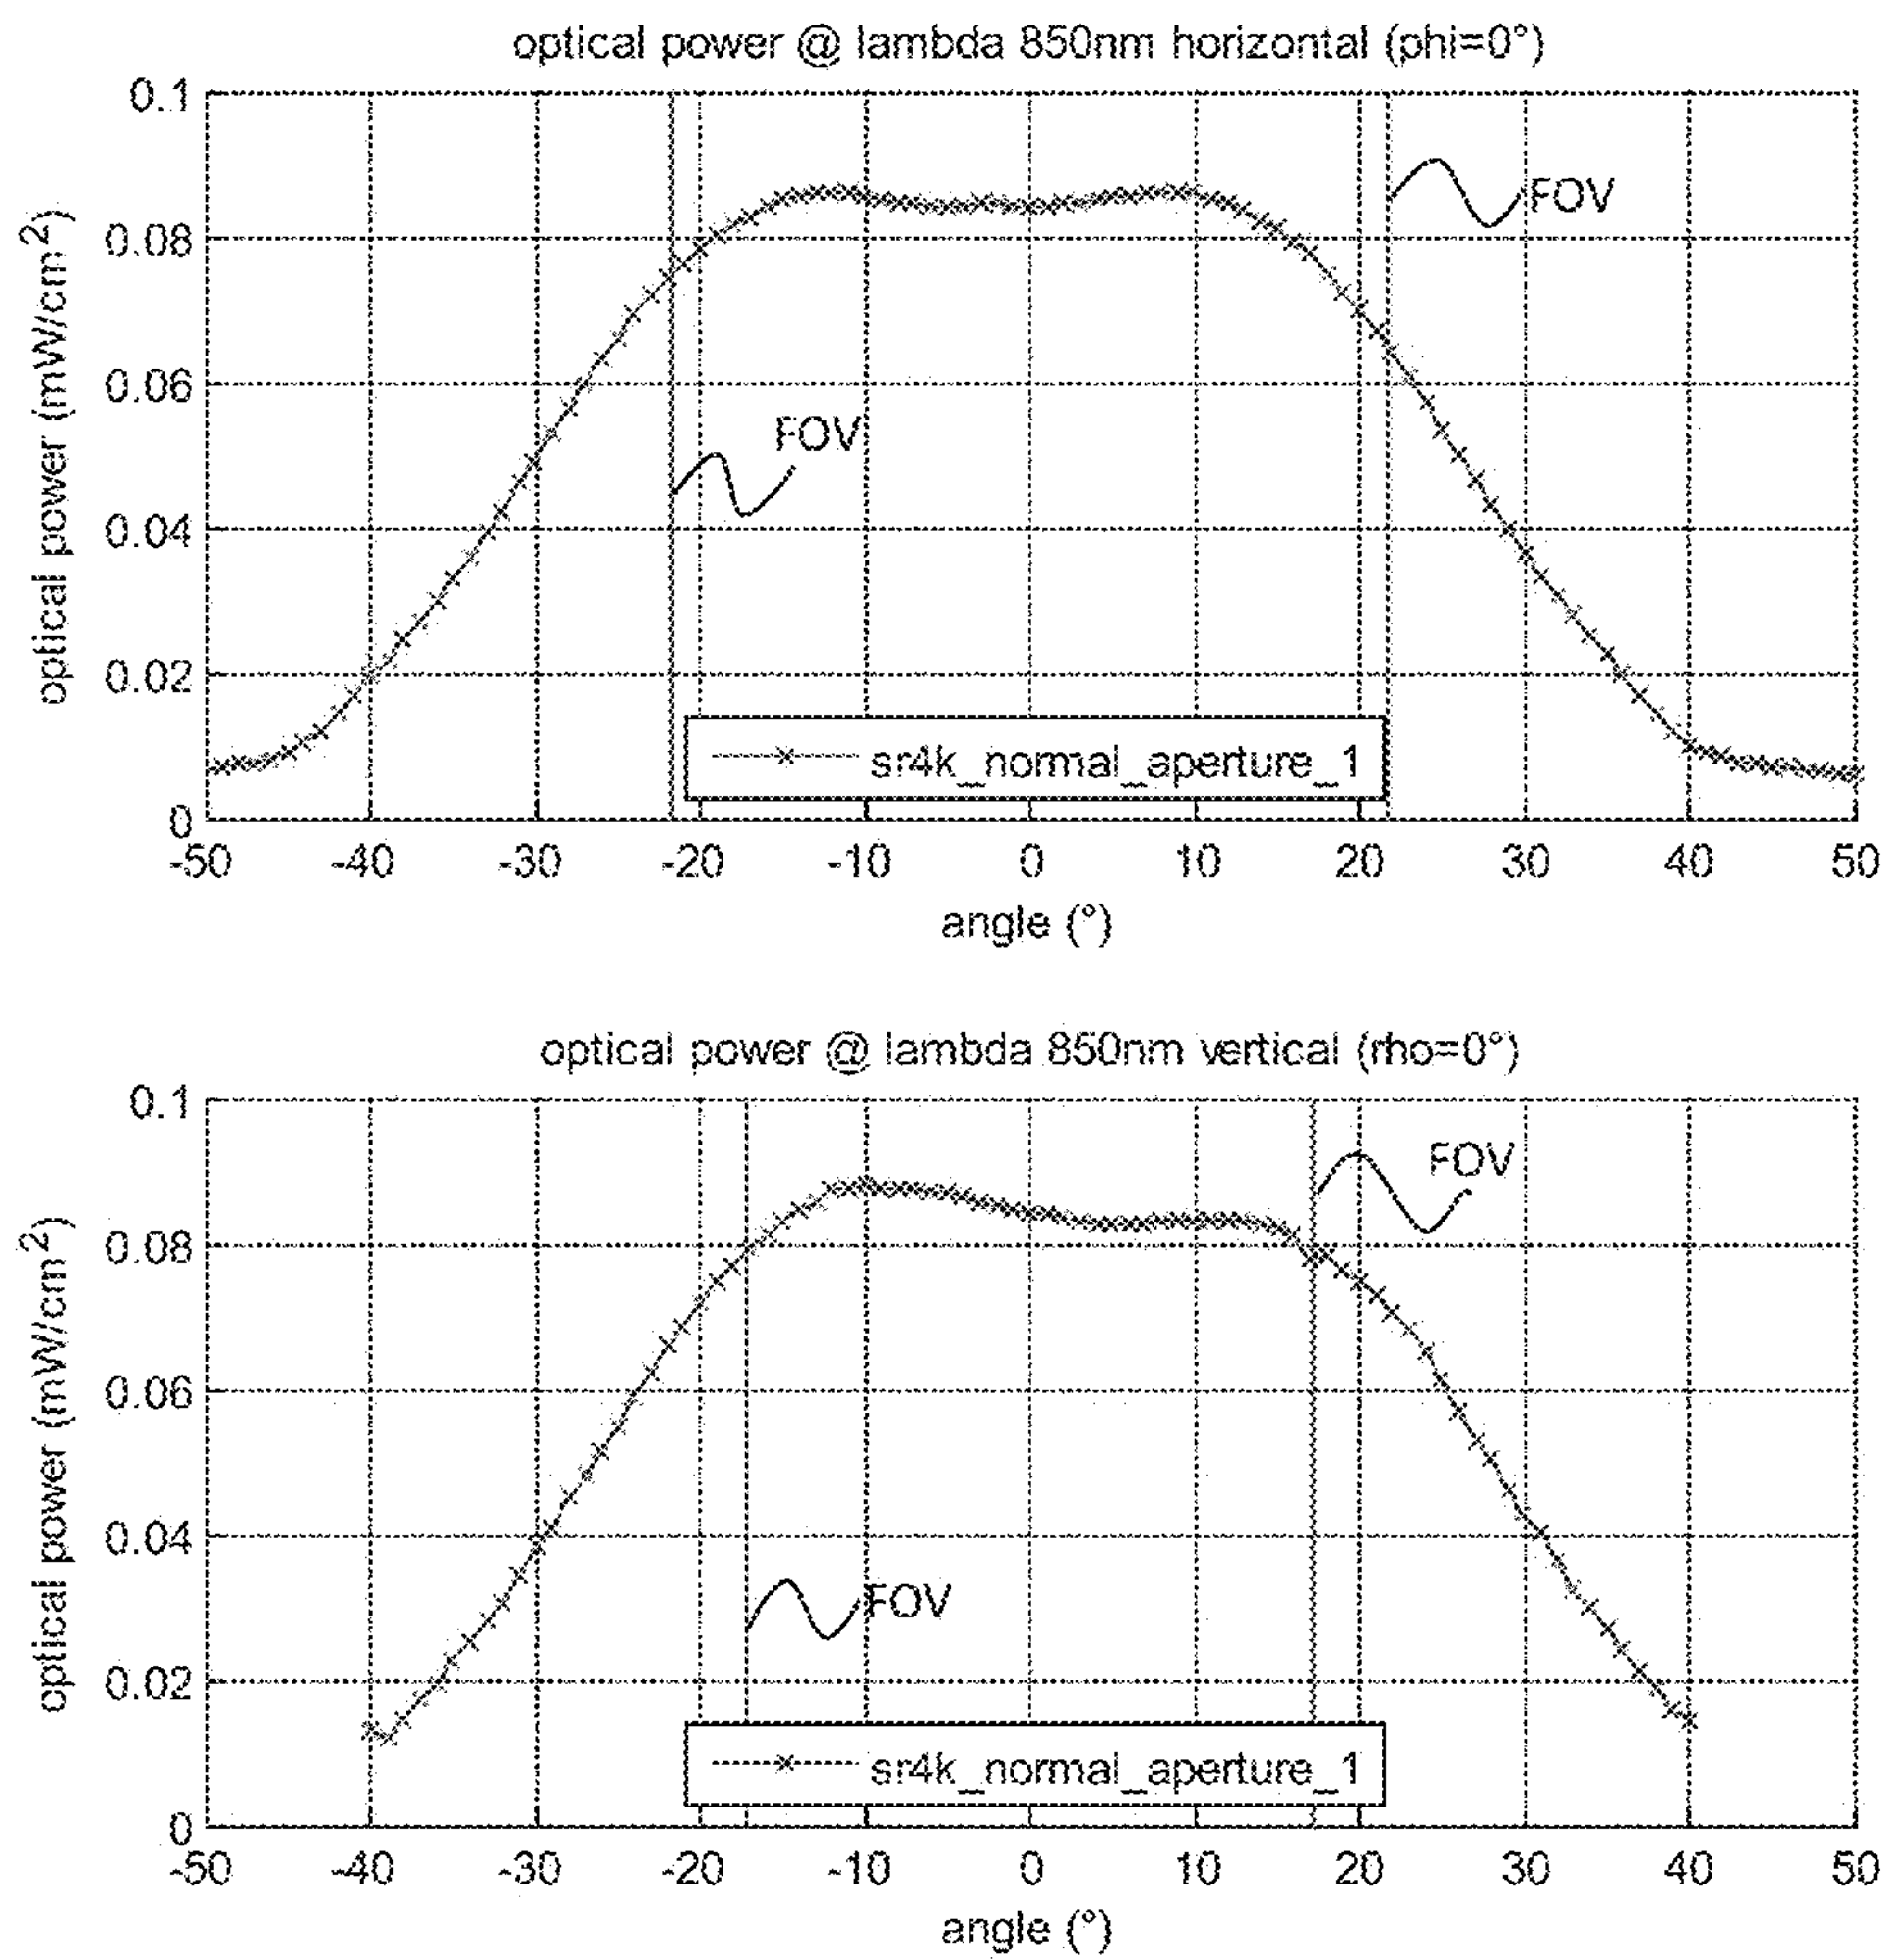 optical power @ lambda 850nm horizontal (phi=0°)
optical power (mW/cm²)
0.1
0.08
0.06
0.04
0.02
0
FOV
FOV
sr4k_normal_aperture_1
-50 -40 -30 -20 -10 0 10 20 30 40 50
angle (°)
optical power @ lambda 850nm vertical (rho=0°)
optical power (mW/cm²)
0.1
0.08
0.06
0.04
0.02
0
FOV
FOV
sr4k_normal_aperture_1
-50 -40 -30 -20 -10 0 10 20 30 40 50
angle (°)